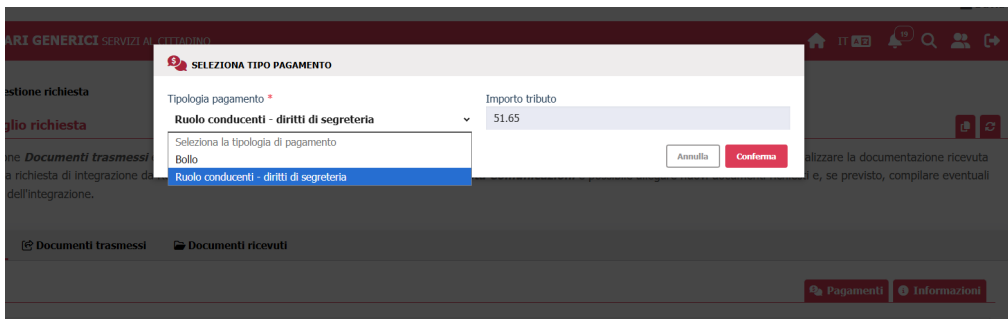 ARI GENERICI SERVIZI AL CITTADINO
IT
19
SELEZIONA TIPO PAGAMENTO
estione richiesta
Tipologia pagamento *
Importo tributo
Ruolo conducenti - diritti di segreteria
51.65
glio richiesta
Seleziona la tipologia di pagamento
Bollo
Ruolo conducenti - diritti di segreteria
Annulla
Conferma
one Documenti trasmessi
alizzare la documentazione ricevuta
a richiesta di integrazione da
e, se previsto, compilare eventuali
dell'integrazione.
Documenti trasmessi
Documenti ricevuti
Pagamenti
Informazioni